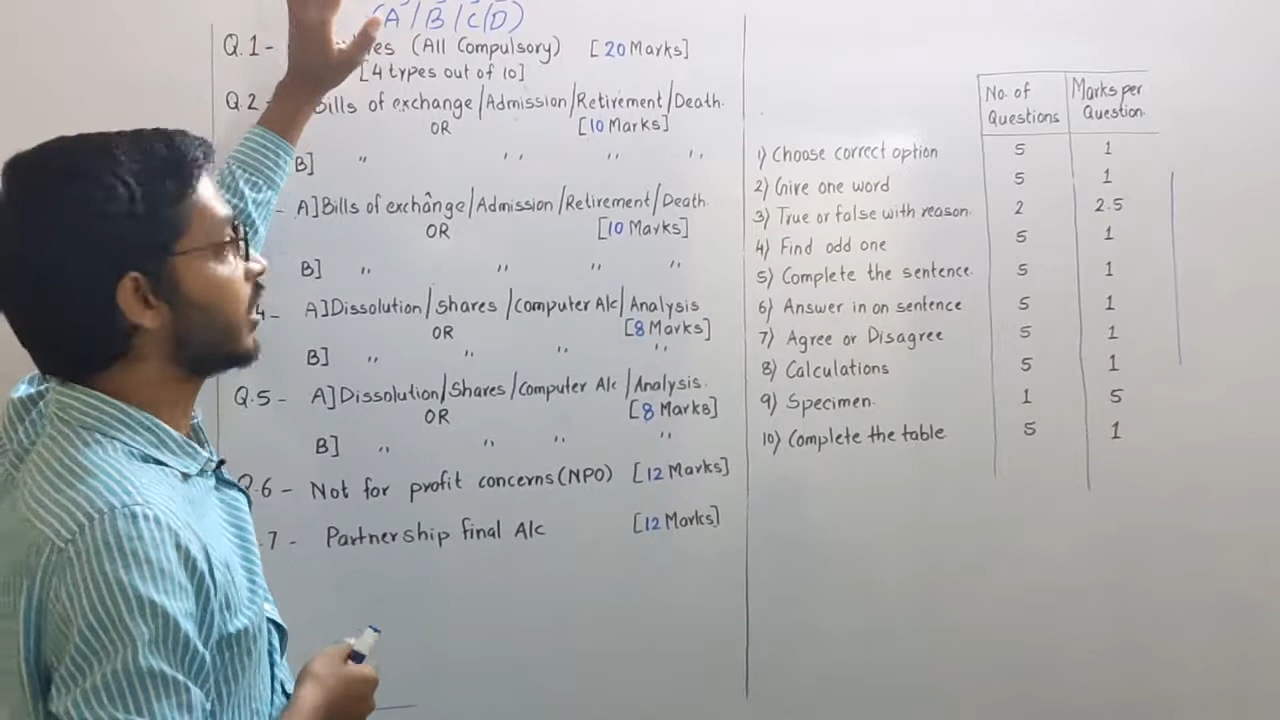 (A/B/C/D)
Q.1- (All Compulsory) [20 Marks]
[4 types out of 10]
Q.2- Bills of exchange/Admission/Retirement/Death.
OR [10 Marks]
B] " " " "
- A]Bills of exchange/Admission/Retirement/Death.
OR [10 Marks]
B] " " " "
4- A]Dissolution/shares/computer A/c/Analysis
OR [8 Marks]
B] " " " "
Q.5- A]Dissolution/shares/computer A/c/Analysis.
OR [8 Marks]
B] " " " "
Q.6- Not for profit concerns(NPO) [12 Marks]
.7- Partnership final A/c [12 Marks]
No. of Questions Marks per Question.
1) Choose correct option 5 1
2) Give one word 5 1
3) True or false with reason. 2 2.5
4) Find odd one 5 1
5) Complete the sentence. 5 1
6) Answer in on sentence 5 1
7) Agree or Disagree 5 1
8) Calculations 5 1
9) Specimen. 1 5
10) Complete the table. 5 1